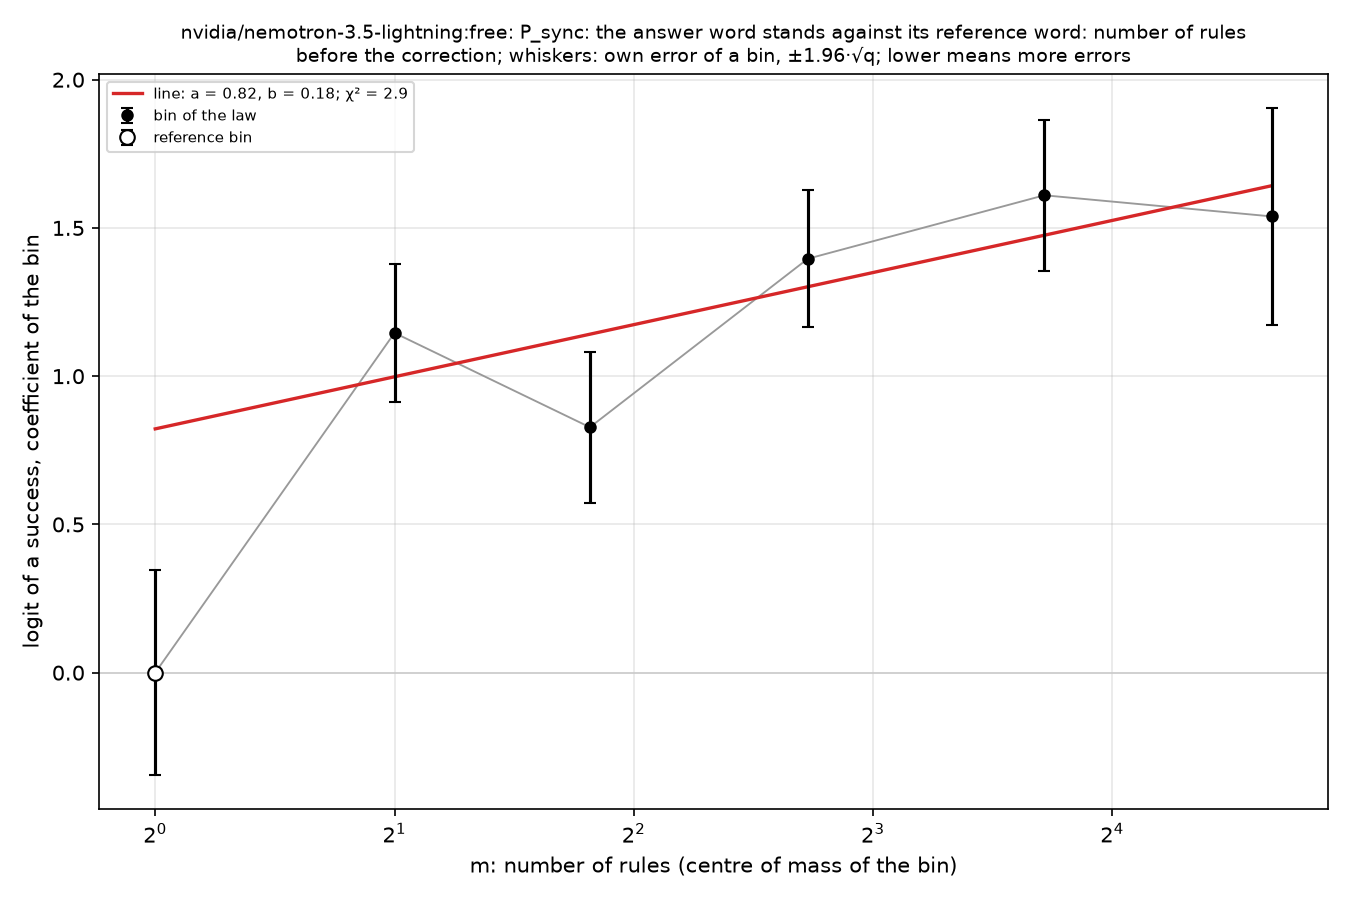 nvidia/nemotron-3.5-lightning:free: P_sync: the answer word stands against its reference word: number of rules
before the correction; whiskers: own error of a bin, ±1.96·√q; lower means more errors
line: a = 0.82, b = 0.18; χ² = 2.9
bin of the law
reference bin
logit of a success, coefficient of the bin
2.0
1.5
1.0
0.5
0.0
2⁰
2¹
2²
2³
2⁴
m: number of rules (centre of mass of the bin)